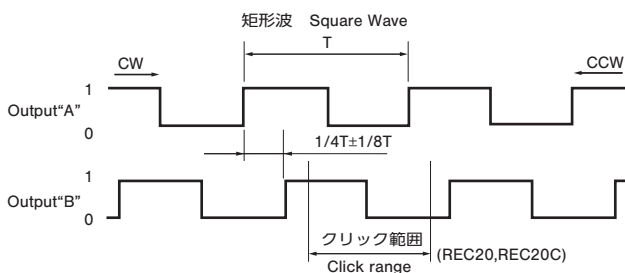 矩形波 Square Wave
T
CW
CCW
1
Output“A”
0
1/4T±1/8T
1
Output“B”
0
クリック範囲
(REC20,REC20C)
Click range